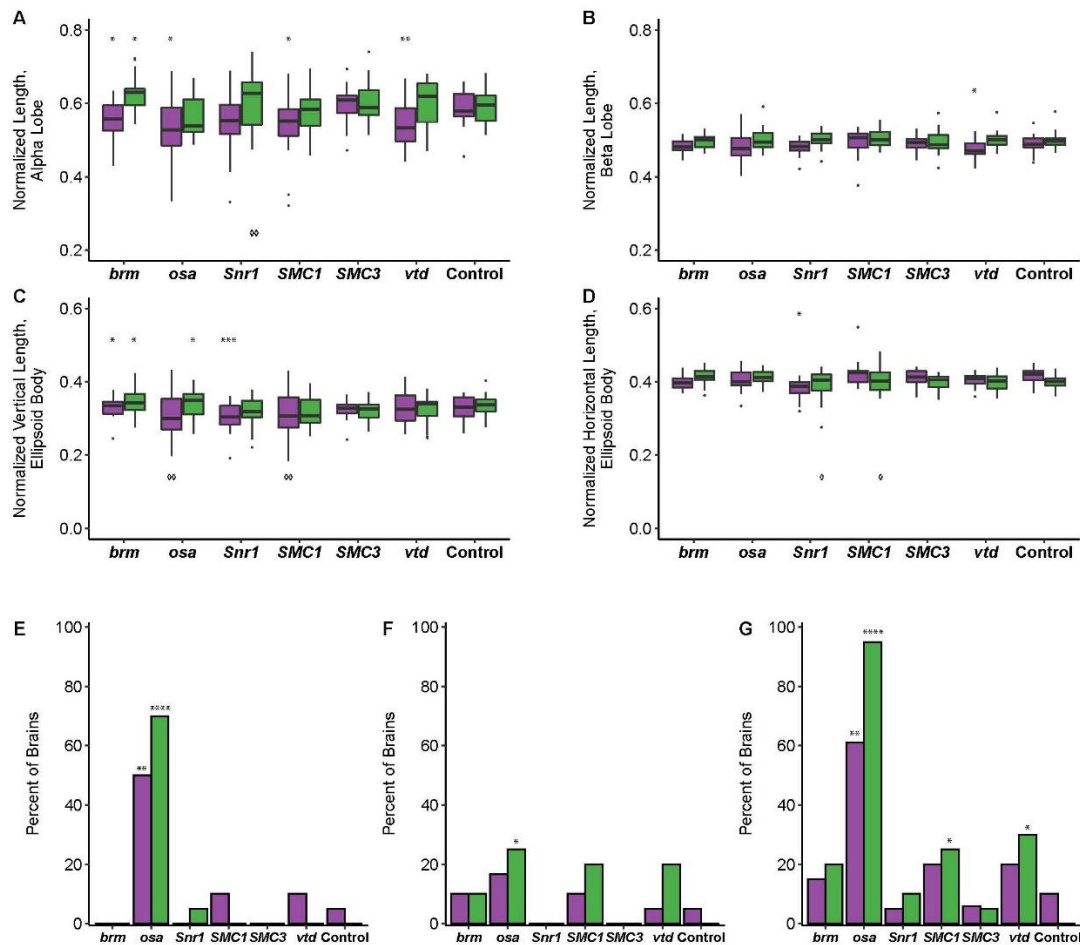 A
B
Normalized Length,
Alpha Lobe
0.8
0.6
0.4
0.2
* * * * **
◊◊
brm osa Snr1 SMC1 SMC3 vtd Control
Normalized Length,
Beta Lobe
0.8
0.6
0.4
0.2
*
brm osa Snr1 SMC1 SMC3 vtd Control
C
D
Normalized Vertical Length,
Ellipsoid Body
0.6
0.4
0.2
0.0
* * * ***
◊◊ ◊◊
brm osa Snr1 SMC1 SMC3 vtd Control
Normalized Horizontal Length,
Ellipsoid Body
0.6
0.4
0.2
0.0
*
◊ ◊
brm osa Snr1 SMC1 SMC3 vtd Control
E
F
G
Percent of Brains
100
80
60
40
20
0
** ****
brm osa Snr1 SMC1 SMC3 vtd Control
Percent of Brains
100
80
60
40
20
0
*
brm osa Snr1 SMC1 SMC3 vtd Control
Percent of Brains
100
80
60
40
20
0
** **** * *
brm osa Snr1 SMC1 SMC3 vtd Control